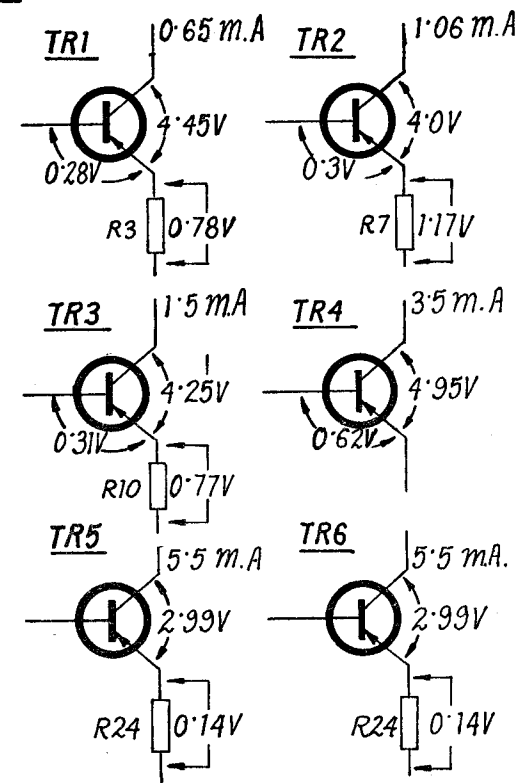 TR1 0·65 m.A TR2 1·06 m.A
4·45V 4·0V
0·28V 0·3V
R3 0·78V R7 1·17V
TR3 1·5 m.A TR4 3·5 m.A
4·25V 4·95V
0·31V 0·62V
R10 0·77V
TR5 5·5 m.A TR6 5·5 m.A.
2·99V 2·99V
R24 0·14V R24 0·14V